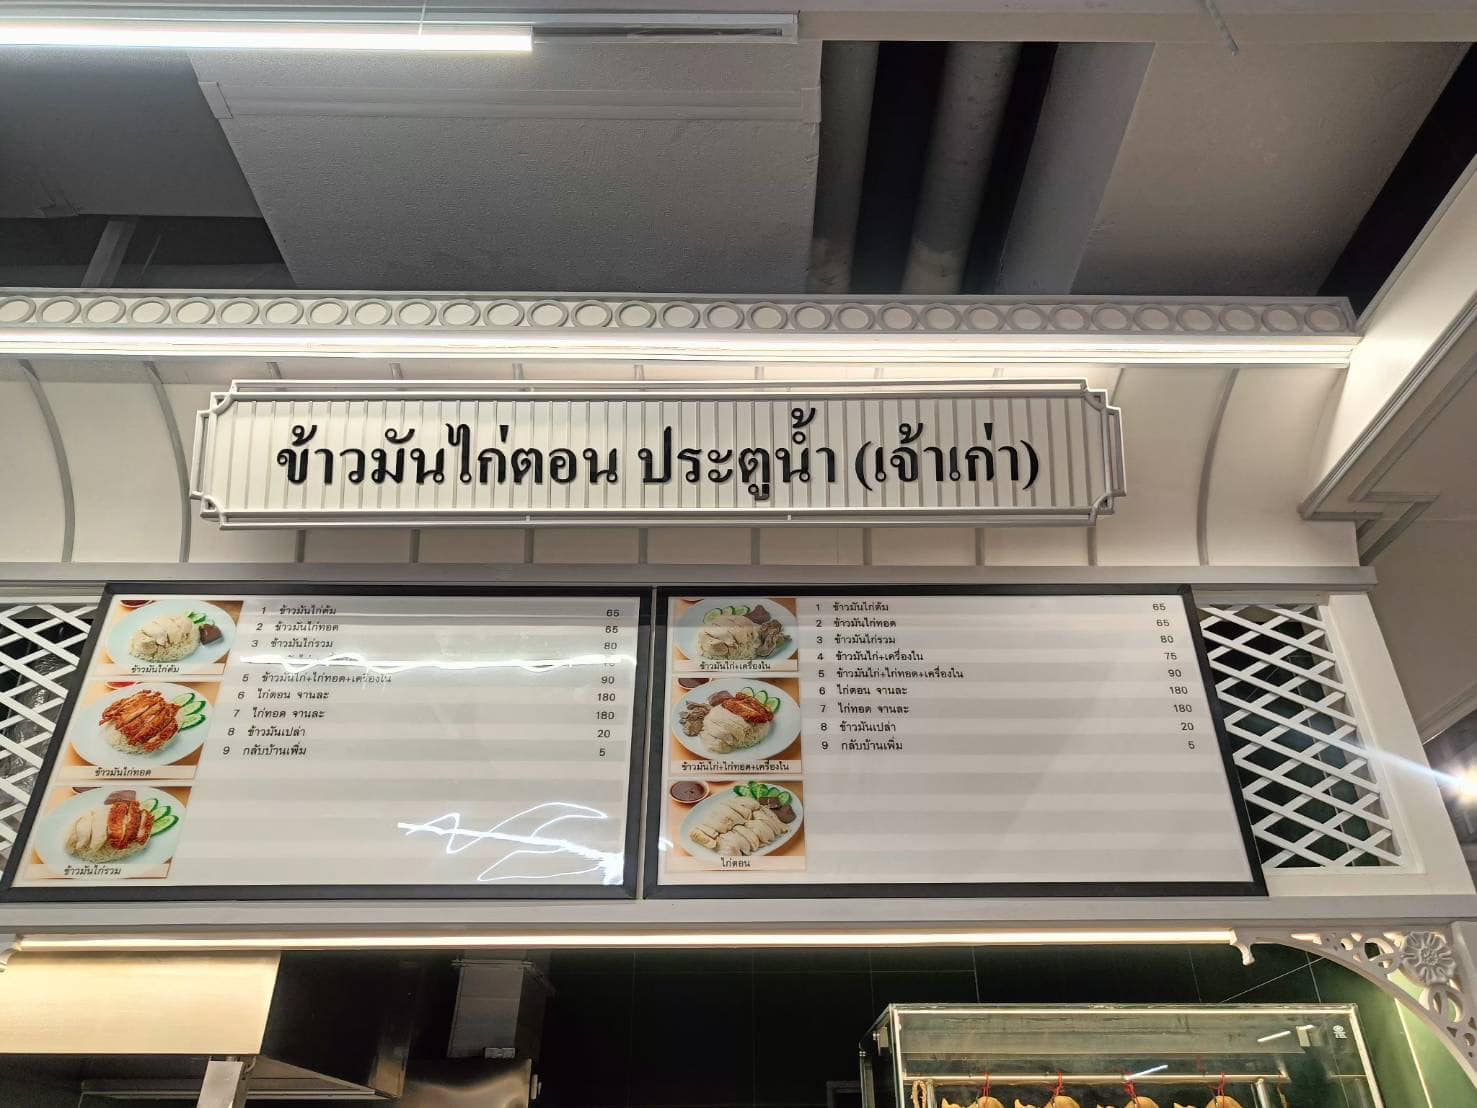 ข้าวมันไก่ตอน ประตูน้ำ (เจ้าเก่า)
1 ข้าวมันไก่ต้ม 65
2 ข้าวมันไก่ทอด 65
3 ข้าวมันไก่รวม 80
5 ข้าวมันไก่+ไก่ทอด+เครื่องใน 90
6 ไก่ตอน จานละ 180
7 ไก่ทอด จานละ 180
8 ข้าวมันเปล่า 20
9 กลับบ้านเพิ่ม 5
ข้าวมันไก่ต้ม
ข้าวมันไก่ทอด
ข้าวมันไก่รวม
1 ข้าวมันไก่ต้ม 65
2 ข้าวมันไก่ทอด 65
3 ข้าวมันไก่รวม 80
4 ข้าวมันไก่+เครื่องใน 75
5 ข้าวมันไก่+ไก่ทอด+เครื่องใน 90
6 ไก่ตอน จานละ 180
7 ไก่ทอด จานละ 180
8 ข้าวมันเปล่า 20
9 กลับบ้านเพิ่ม 5
ข้าวมันไก่+เครื่องใน
ข้าวมันไก่+ไก่ทอด+เครื่องใน
ไก่ตอน